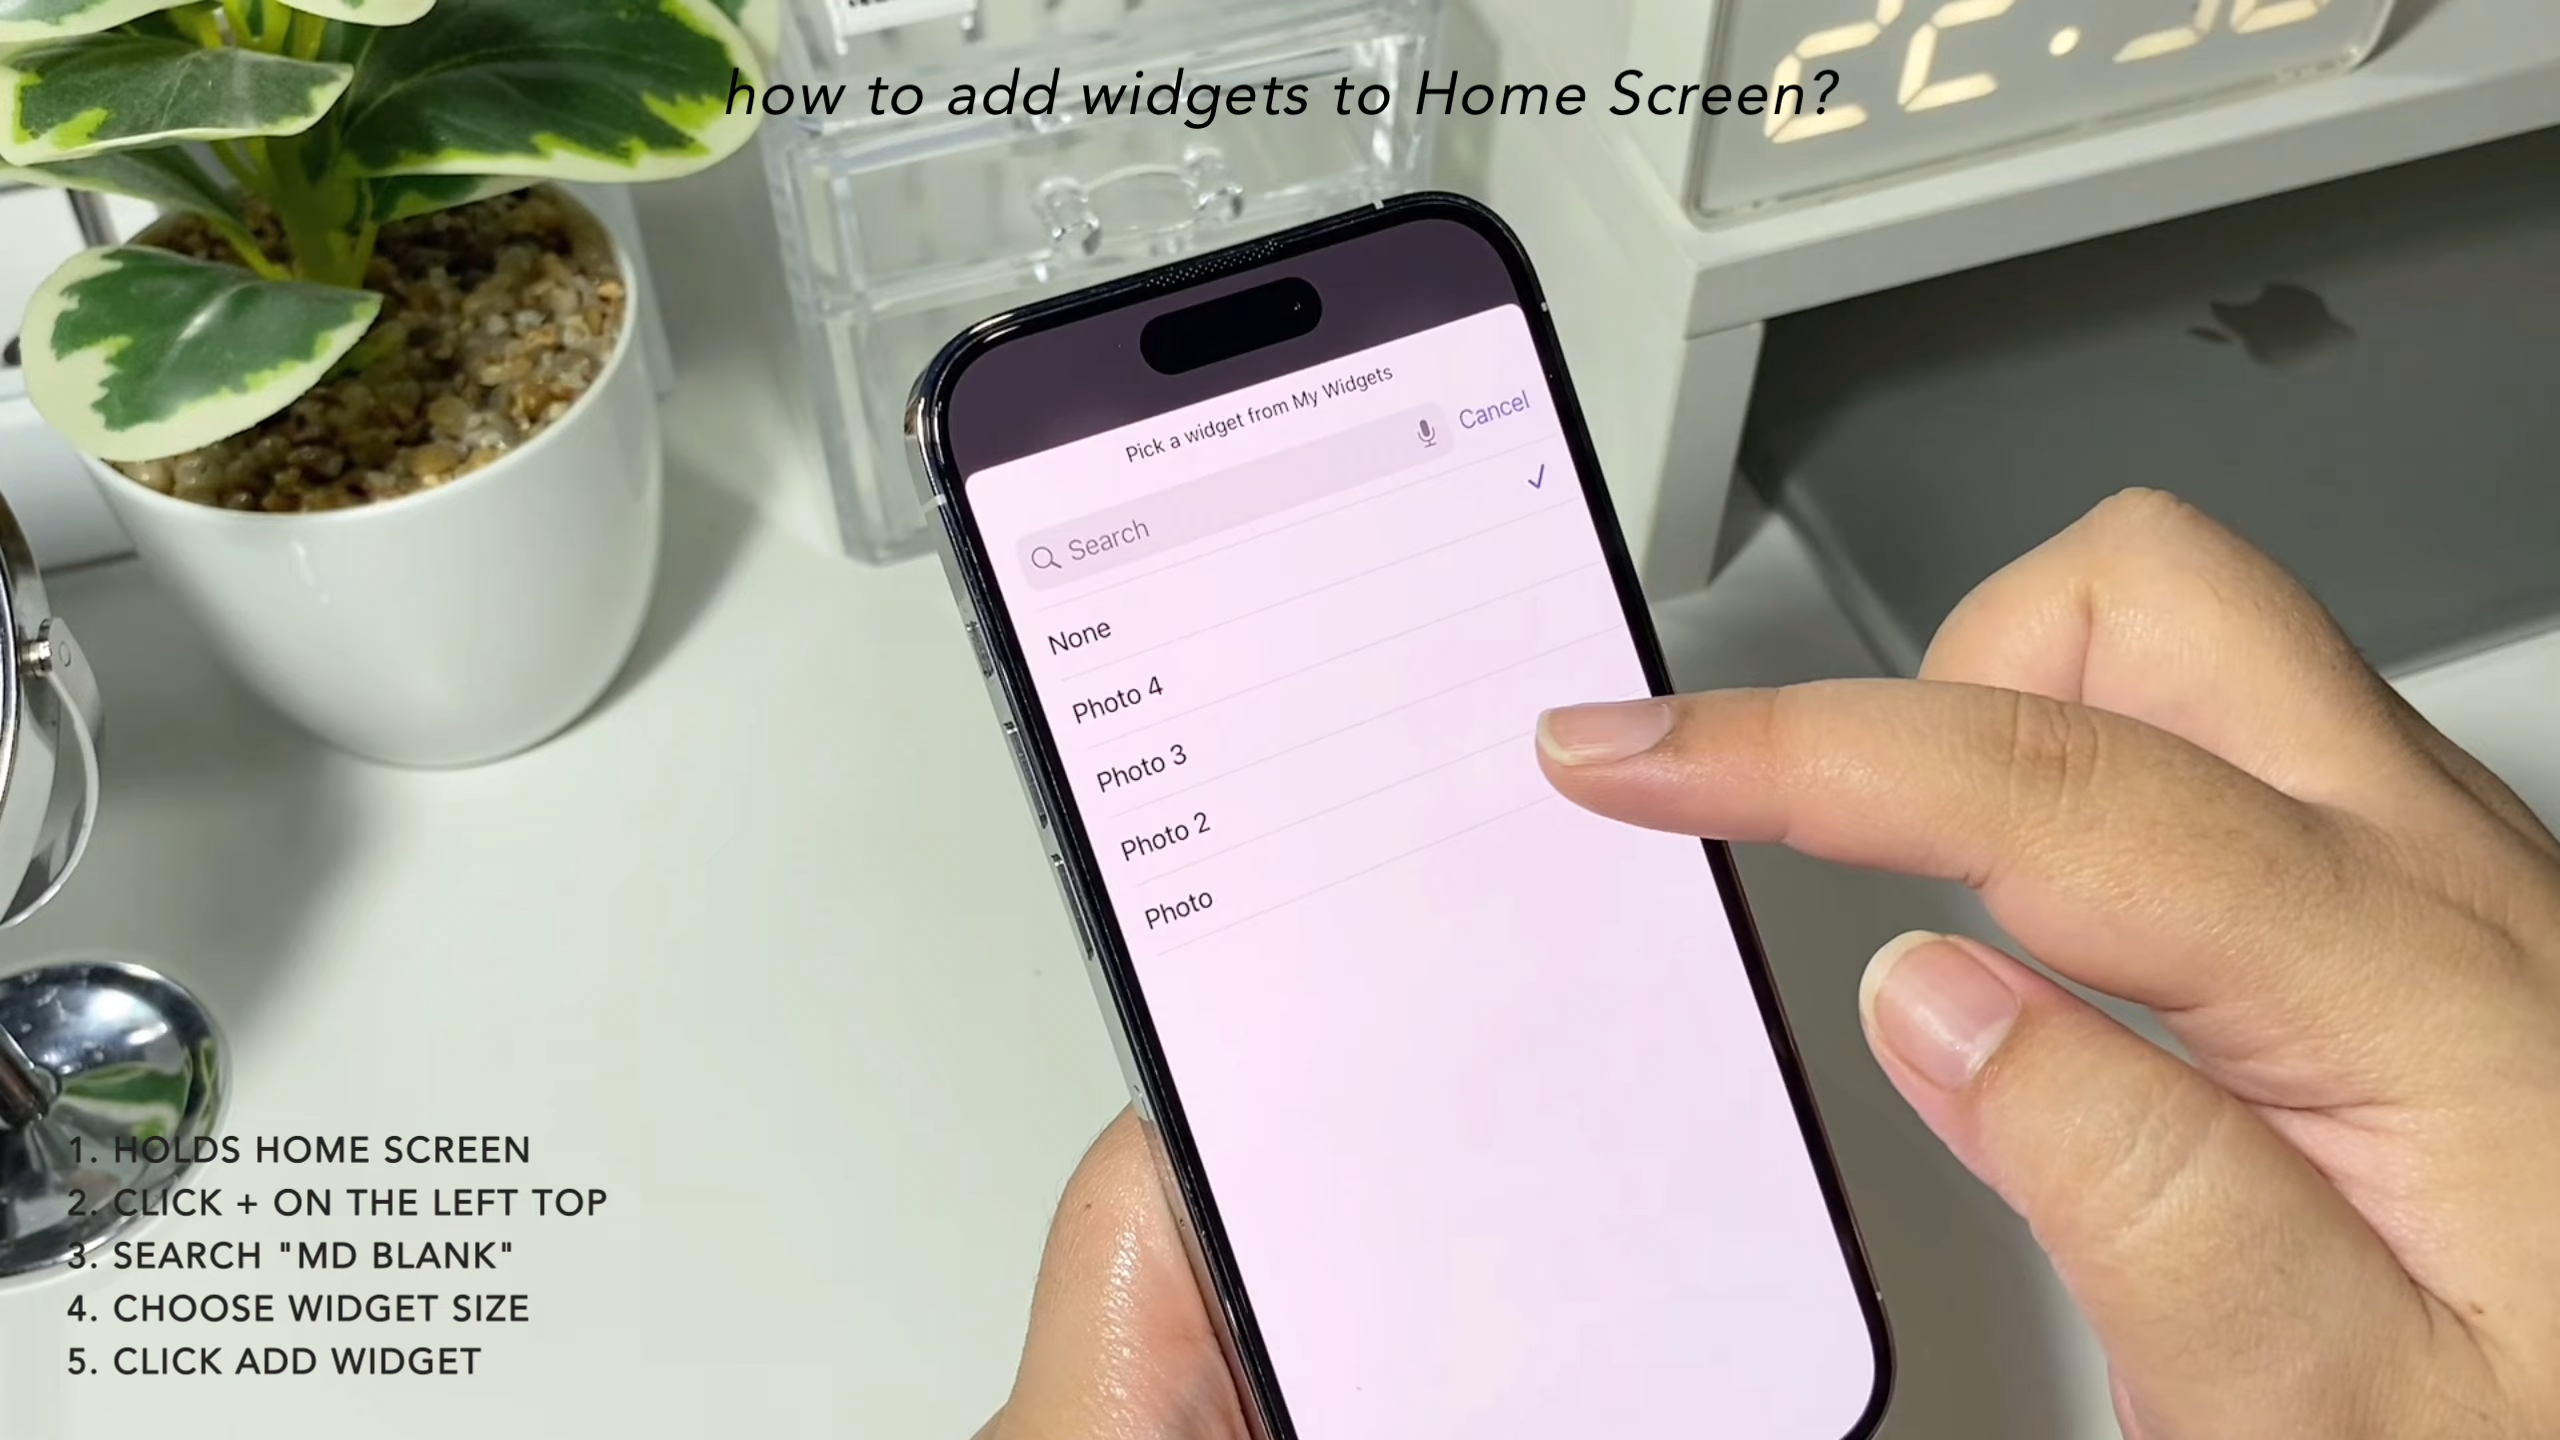 how to add widgets to Home Screen?
Pick a widget from My Widgets
Search
Cancel
None
Photo 4
Photo 3
Photo 2
Photo
1. HOLDS HOME SCREEN
2. CLICK + ON THE LEFT TOP
3. SEARCH "MD BLANK"
4. CHOOSE WIDGET SIZE
5. CLICK ADD WIDGET